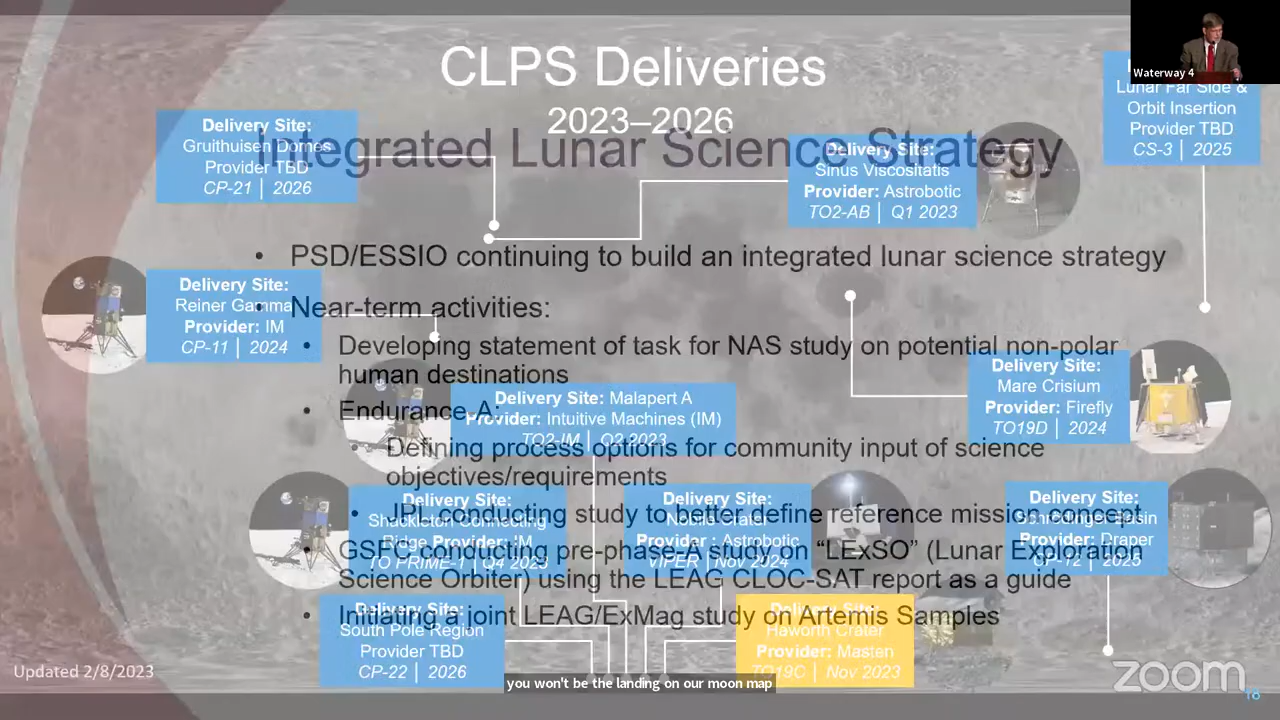 CLPS Deliveries
2023–2026
Integrated Lunar Science Strategy
Waterway 4
Lunar Far Side &
Orbit Insertion
Provider TBD
CS-3 | 2025
Delivery Site:
Gruithuisen Domes
Provider TBD
CP-21 | 2026
Delivery Site:
Sinus Viscositatis
Provider: Astrobotic
TO2-AB | Q1 2023
• PSD/ESSIO continuing to build an integrated lunar science strategy
Delivery Site:
Reiner Gamma
Provider: IM
CP-11 | 2024
• Near-term activities:
• Developing statement of task for NAS study on potential non-polar
human destinations
Delivery Site:
Mare Crisium
Provider: Firefly
TO19D | 2024
Delivery Site: Malapert A
Provider: Intuitive Machines (IM)
TO2-IM | Q2 2023
• Endurance-A:
• Defining process options for community input of science
objectives/requirements
• JPL conducting study to better define reference mission concept
• GSFC conducting pre-phase-A study on “LExSO” (Lunar Exploration
Science Orbiter) using the LEAG CLOC-SAT report as a guide
• Initiating a joint LEAG/ExMag study on Artemis Samples
Delivery Site:
Shackleton Connecting
Ridge Provider: IM
TO PRIME-1 | Q4 2023
Delivery Site:
Nobile Crater
Provider: Astrobotic
VIPER | Nov 2024
Delivery Site:
Schrödinger Basin
Provider: Draper
CP-12 | 2025
Delivery Site:
South Pole Region
Provider TBD
CP-22 | 2026
Delivery Site:
Haworth Crater
Provider: Masten
TO19C | Nov 2023
Updated 2/8/2023
you won't be the landing on our moon map
zoom